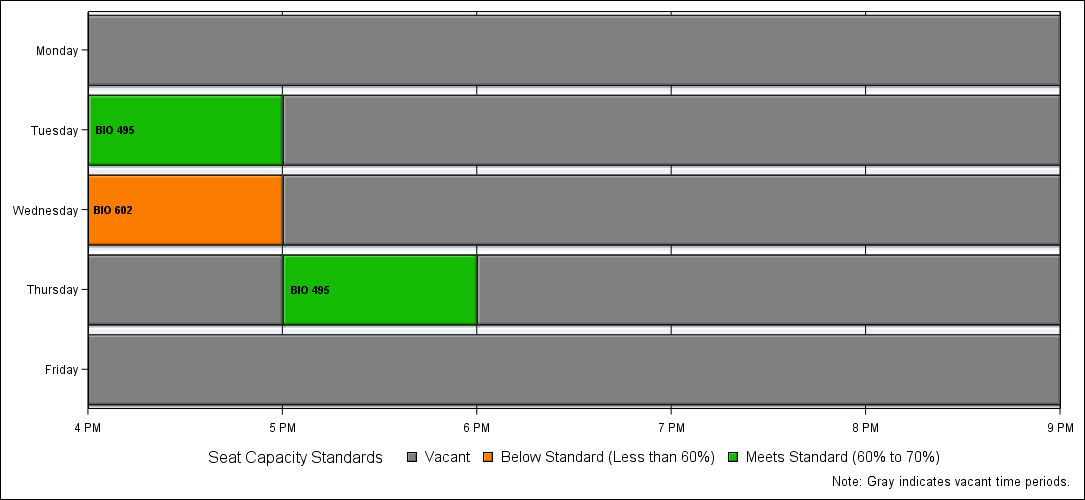 Monday
Tuesday
BIO 495
Wednesday
BIO 602
Thursday
BIO 495
Friday
4 PM 5 PM 6 PM 7 PM 8 PM 9 PM
Seat Capacity Standards Vacant Below Standard (Less than 60%) Meets Standard (60% to 70%)
Note: Gray indicates vacant time periods.